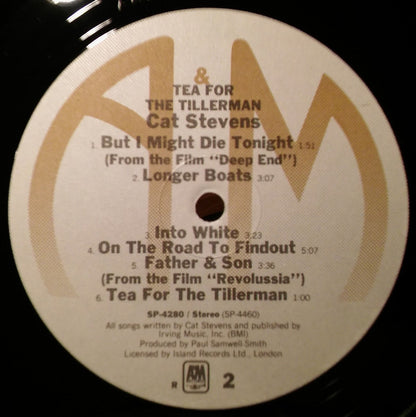 A&M
TEA FOR
THE TILLERMAN
Cat Stevens
1. But I Might Die Tonight 1:51
(From the Film "Deep End")
2. Longer Boats 3:07
3. Into White 3:23
4. On The Road To Findout 5:07
5. Father & Son 3:36
(From the Film "Revolussia")
6. Tea For The Tillerman 1:00
SP-4280 / Stereo (SP-4460)
All songs written by Cat Stevens and published by
Irving Music, Inc. (BMI)
Produced by Paul Samwell-Smith
Licensed by Island Records Ltd., London
R A&M 2